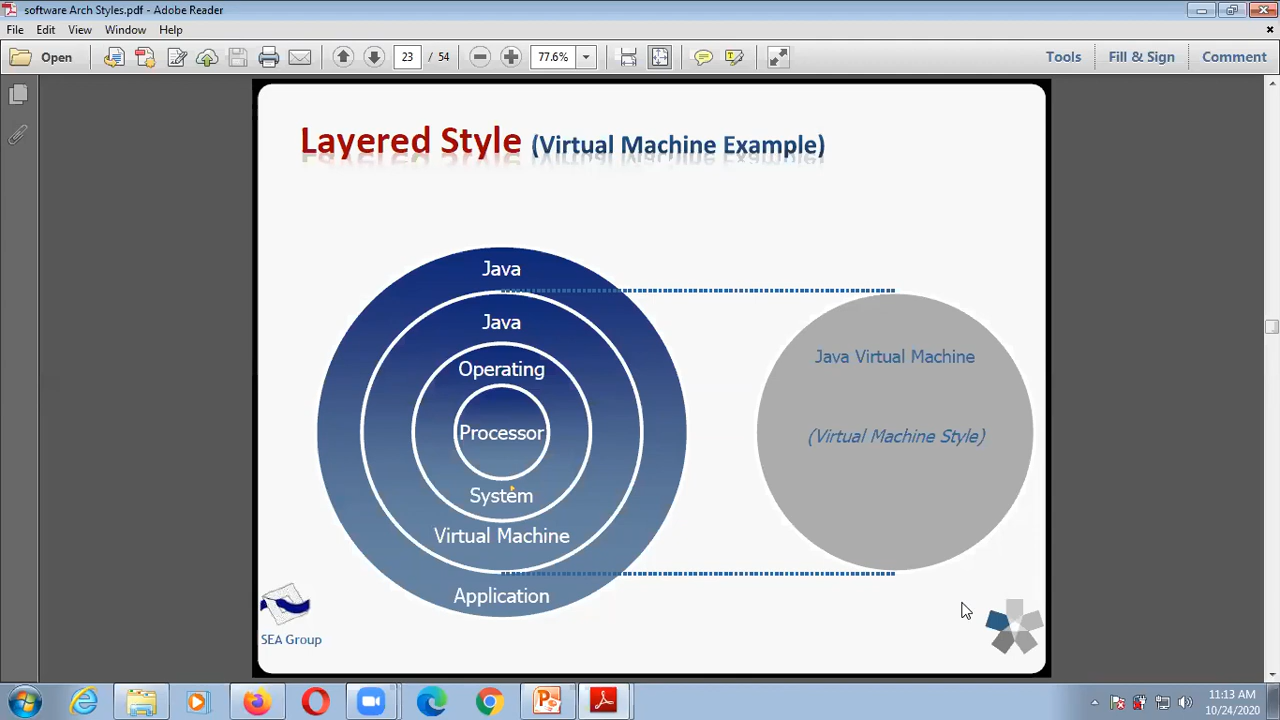 software Arch Styles.pdf - Adobe Reader
File Edit View Window Help
Open 23 / 54 77.6% Tools Fill & Sign Comment
Layered Style (Virtual Machine Example)
Java
Java
Operating
Processor
System
Virtual Machine
Application
Java Virtual Machine
(Virtual Machine Style)
SEA Group
11:13 AM
10/24/2020